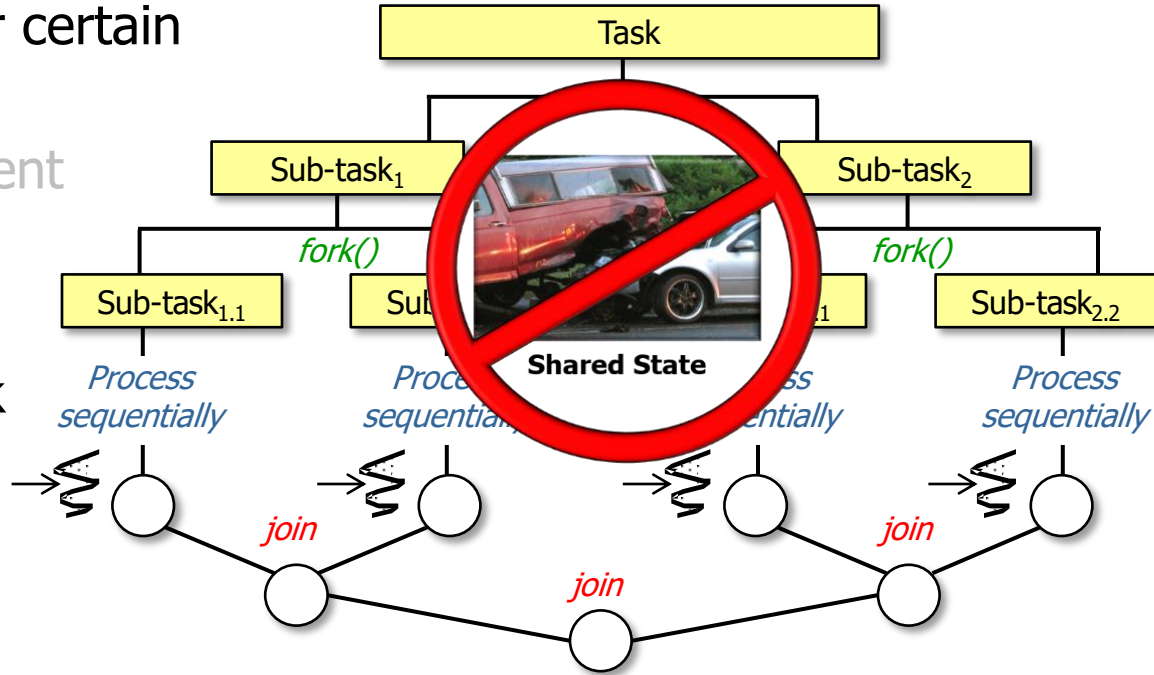 r certain
Task
ent
Sub-task1
Sub-task2
fork()
fork()
Sub-task1.1
Sub-task2.2
Shared State
Process
sequentially
Process
sequentially
join
join
join